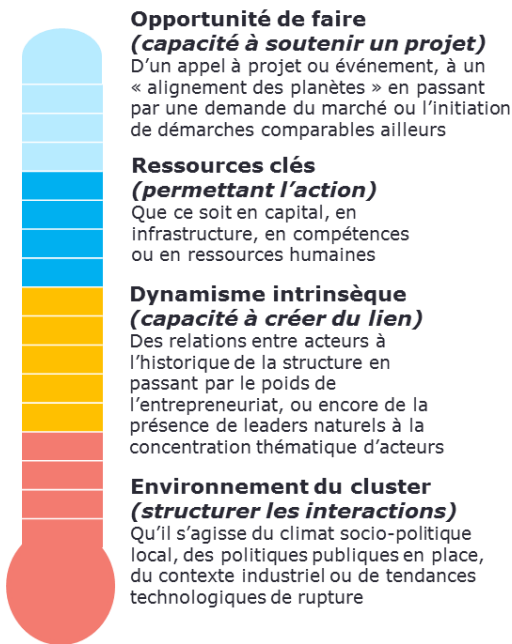 Opportunité de faire
(capacité à soutenir un projet)
D’un appel à projet ou événement, à un
« alignement des planètes » en passant
par une demande du marché ou l’initiation
de démarches comparables ailleurs
Ressources clés
(permettant l’action)
Que ce soit en capital, en
infrastructure, en compétences
ou en ressources humaines
Dynamisme intrinsèque
(capacité à créer du lien)
Des relations entre acteurs à
l’historique de la structure en
passant par le poids de
l’entrepreneuriat, ou encore de la
présence de leaders naturels à la
concentration thématique d’acteurs
Environnement du cluster
(structurer les interactions)
Qu’il s’agisse du climat socio-politique
local, des politiques publiques en place,
du contexte industriel ou de tendances
technologiques de rupture